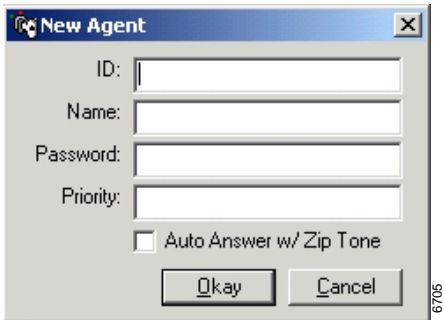 New Agent
ID:
Name:
Password:
Priority:
Auto Answer w/ Zip Tone
Okay Cancel
6705